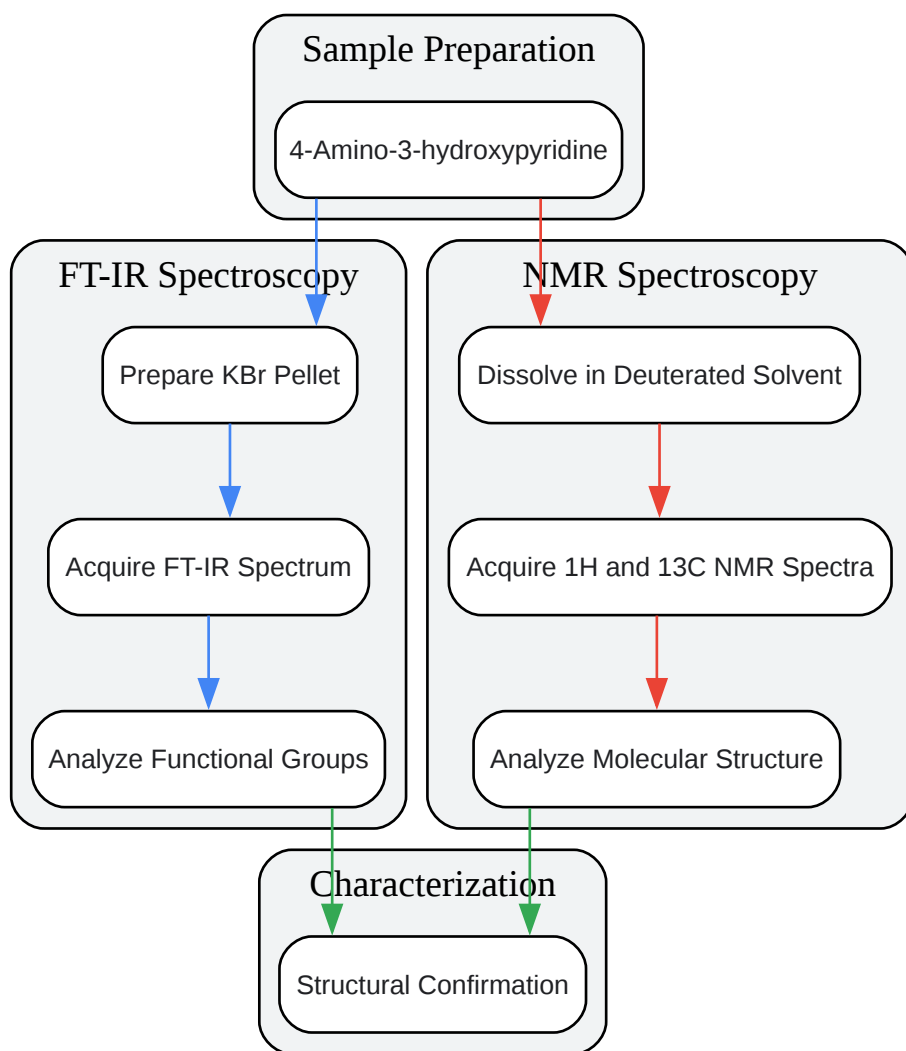 Sample Preparation
4-Amino-3-hydroxypyridine
FT-IR Spectroscopy
NMR Spectroscopy
Prepare KBr Pellet
Dissolve in Deuterated Solvent
Acquire FT-IR Spectrum
Acquire 1H and 13C NMR Spectra
Analyze Functional Groups
Analyze Molecular Structure
Characterization
Structural Confirmation